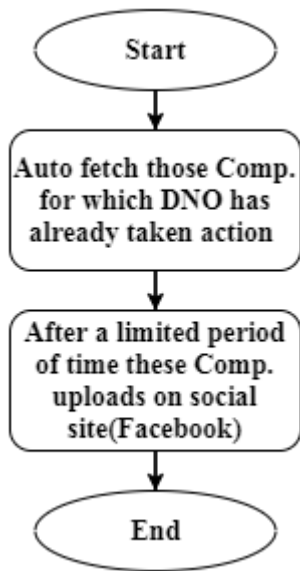 Start
Auto fetch those Comp.
for which DNO has
already taken action
After a limited period
of time these Comp.
uploads on social
site(Facebook)
End